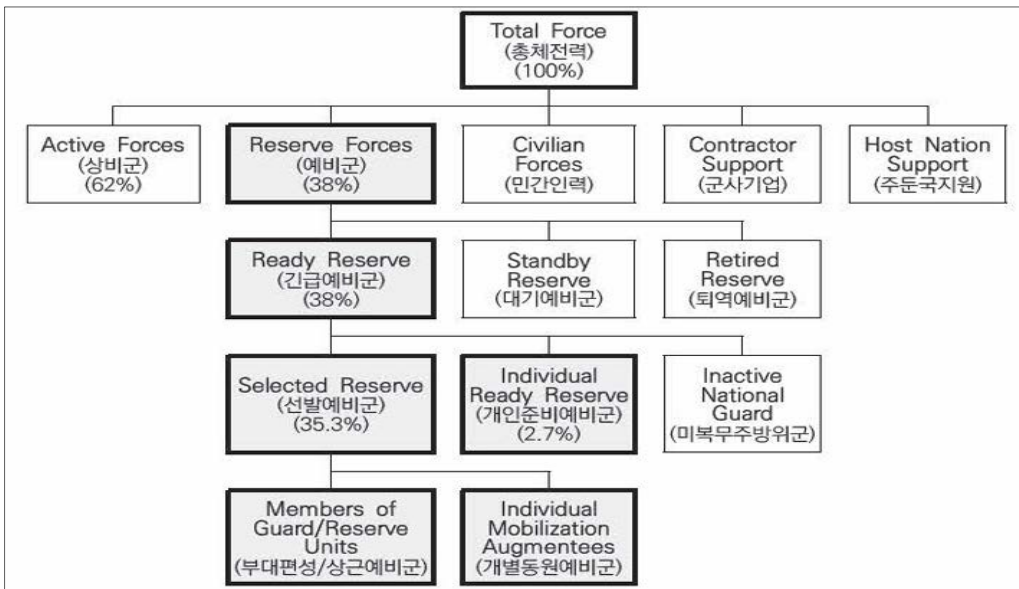 Total Force
(총체전력)
(100%)
Active Forces
(상비군)
(62%)
Reserve Forces
(예비군)
(38%)
Civilian
Forces
(민간인력)
Contractor
Support
(군사기업)
Host Nation
Support
(주둔국지원)
Ready Reserve
(긴급예비군)
(38%)
Standby
Reserve
(대기예비군)
Retired
Reserve
(퇴역예비군)
Selected Reserve
(선발예비군)
(35.3%)
Individual
Ready Reserve
(개인준비예비군)
(2.7%)
Inactive
National
Guard
(미복무주방위군)
Members of
Guard/Reserve
Units
(부대편성/상근예비군)
Individual
Mobilization
Augmentees
(개별동원예비군)